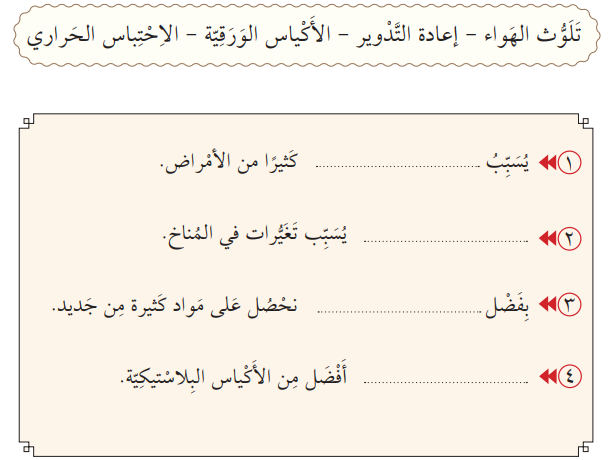 تَلَوُّث الهَواء – إعادة التَّدْوير – الأَكْياس الوَرَقِيّة – الاِحْتِباس الحَراري
١ يُسَبِّبُ ........................ كَثيرًا من الأمْراض.
٢ ........................ يُسَبِّب تَغَيُّرات في المُناخ.
٣ بِفَضْل ........................ نحْصُل عَلى مَواد كَثيرة مِن جَديد.
٤ ........................ أَفْضَل مِن الأَكْياس البِلاسْتيكِيّة.